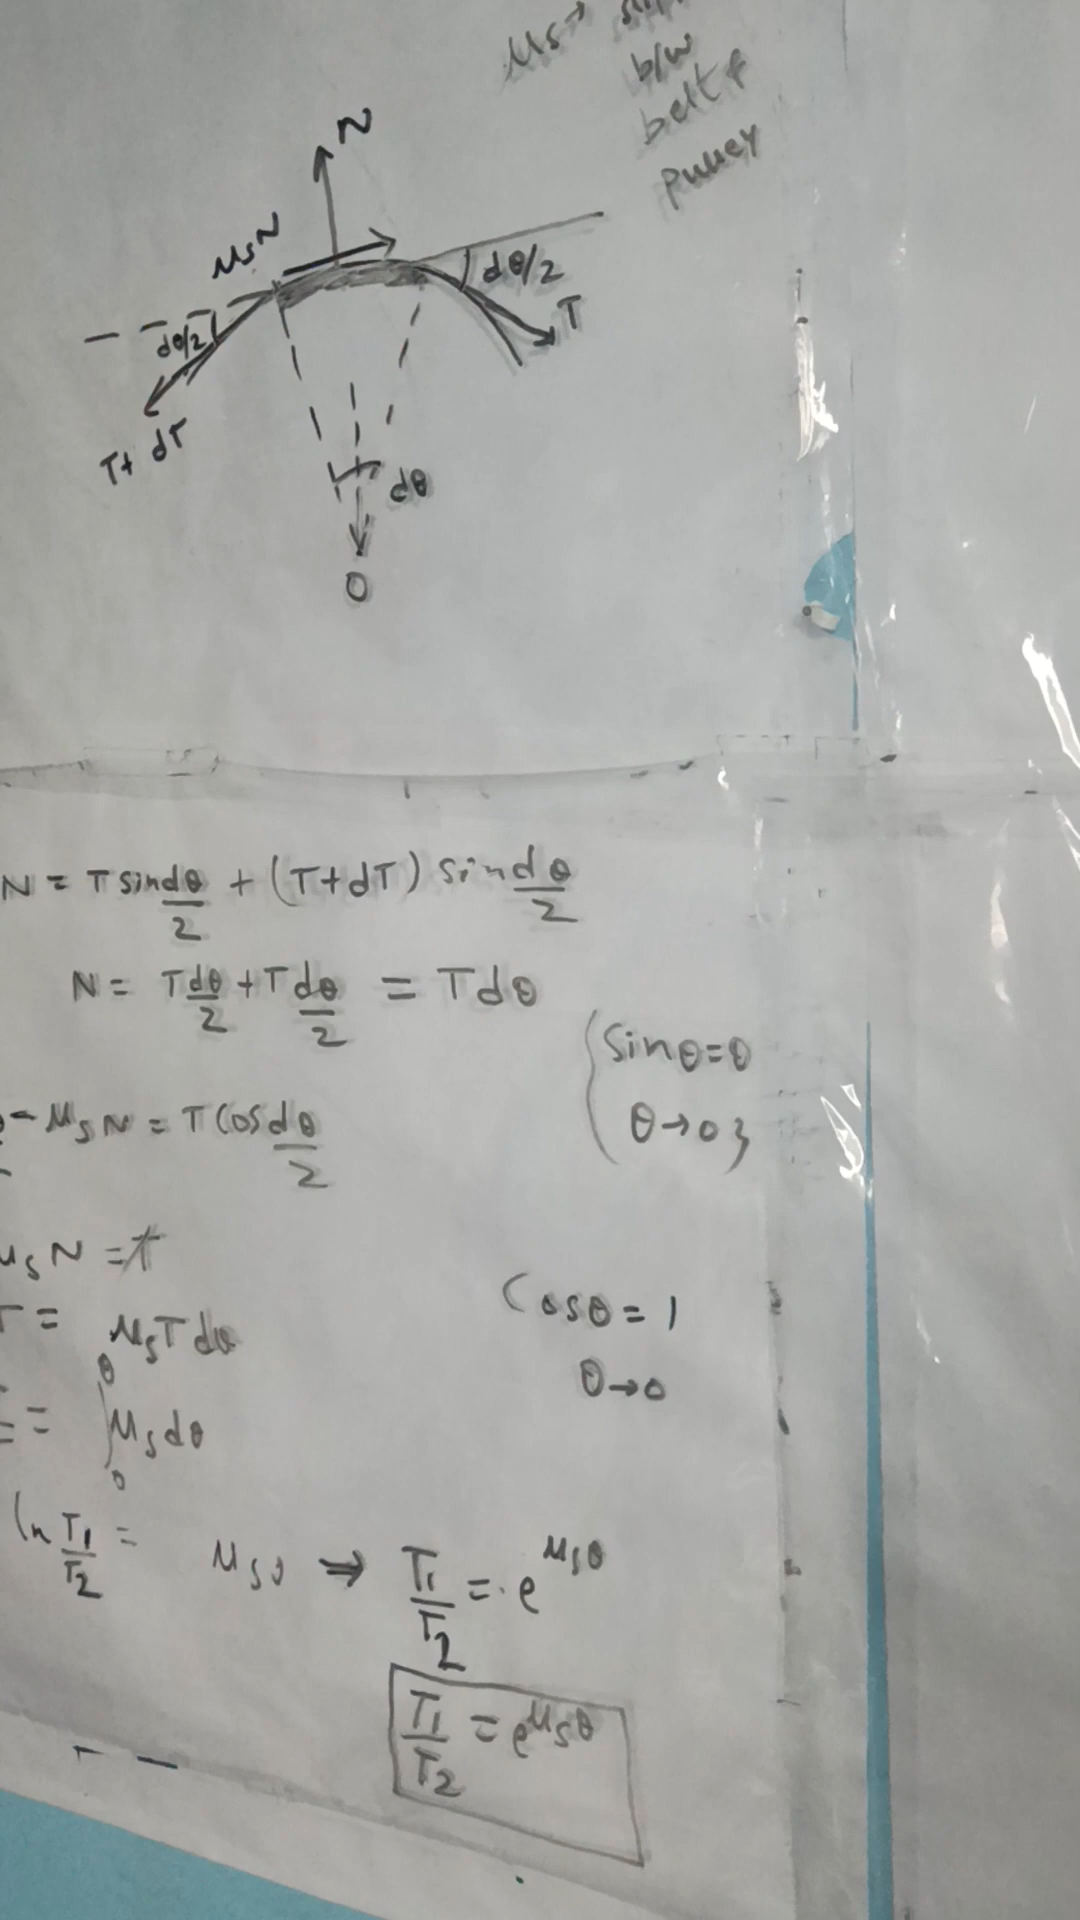 μs→
b/w
belt &
pulley
N
μsN
dθ/2
dθ/2
T
T+ dT
dθ
O
N = T sin dθ/2 + (T+dT) sin dθ/2
N = T dθ/2 + T dθ/2 = T dθ
{ Sinθ=θ
θ→0 }
- μsN = T Cos dθ/2
μsN = T
T = μsT dθ
Cosθ = 1
θ→0
= ∫₀^θ μs dθ
ln T1/T2 = μsθ ⇒ T1/T2 = e^μsθ
T1/T2 = e^μsθ